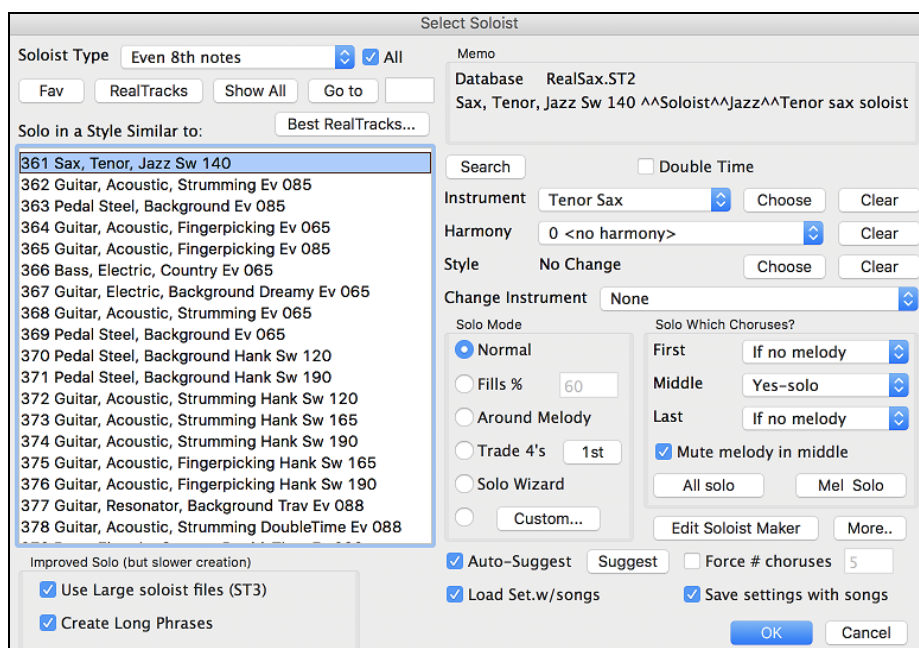 Select Soloist
Soloist Type Even 8th notes All
Fav RealTracks Show All Go to
Solo in a Style Similar to: Best RealTracks...
361 Sax, Tenor, Jazz Sw 140
362 Guitar, Acoustic, Strumming Ev 085
363 Pedal Steel, Background Ev 085
364 Guitar, Acoustic, Fingerpicking Ev 065
365 Guitar, Acoustic, Fingerpicking Ev 085
366 Bass, Electric, Country Ev 065
367 Guitar, Electric, Background Dreamy Ev 065
368 Guitar, Acoustic, Strumming Ev 065
369 Pedal Steel, Background Ev 065
370 Pedal Steel, Background Hank Sw 120
371 Pedal Steel, Background Hank Sw 190
372 Guitar, Acoustic, Strumming Hank Sw 120
373 Guitar, Acoustic, Strumming Hank Sw 165
374 Guitar, Acoustic, Strumming Hank Sw 190
375 Guitar, Acoustic, Fingerpicking Hank Sw 165
376 Guitar, Acoustic, Fingerpicking Hank Sw 190
377 Guitar, Resonator, Background Trav Ev 088
378 Guitar, Acoustic, Strumming DoubleTime Ev 088
Improved Solo (but slower creation)
Use Large soloist files (ST3)
Create Long Phrases
Memo
Database RealSax.ST2
Sax, Tenor, Jazz Sw 140 ^^Soloist^^Jazz^^Tenor sax soloist
Search Double Time
Instrument Tenor Sax Choose Clear
Harmony 0 <no harmony> Clear
Style No Change Choose Clear
Change Instrument None
Solo Mode
Normal
Fills % 60
Around Melody
Trade 4's 1st
Solo Wizard
Custom...
Solo Which Choruses?
First If no melody
Middle Yes-solo
Last If no melody
Mute melody in middle
All solo Mel Solo
Edit Soloist Maker More..
Auto-Suggest Suggest Force # choruses 5
Load Set.w/songs Save settings with songs
OK Cancel